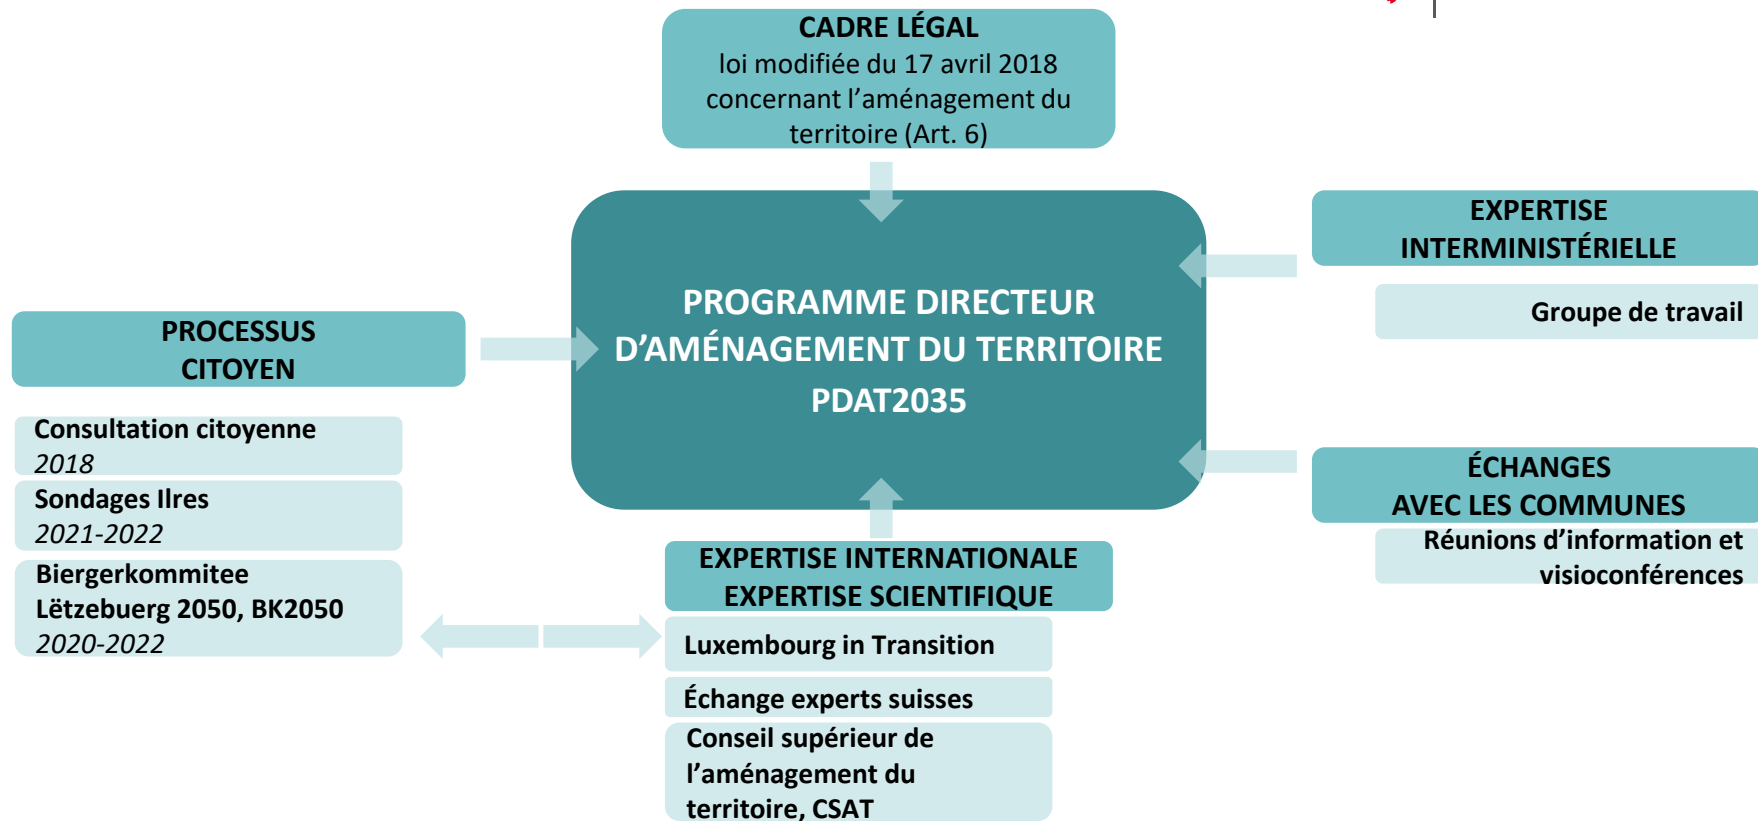 CADRE LÉGAL
loi modifiée du 17 avril 2018
concernant l’aménagement du
territoire (Art. 6)
PROGRAMME DIRECTEUR
D’AMÉNAGEMENT DU TERRITOIRE
PDAT2035
PROCESSUS
CITOYEN
Consultation citoyenne
2018
Sondages Ilres
2021-2022
Biergerkommitee
Lëtzebuerg 2050, BK2050
2020-2022
EXPERTISE INTERNATIONALE
EXPERTISE SCIENTIFIQUE
Luxembourg in Transition
Échange experts suisses
Conseil supérieur de
l’aménagement du
territoire, CSAT
EXPERTISE
INTERMINISTÉRIELLE
Groupe de travail
ÉCHANGES
AVEC LES COMMUNES
Réunions d’information et
visioconférences